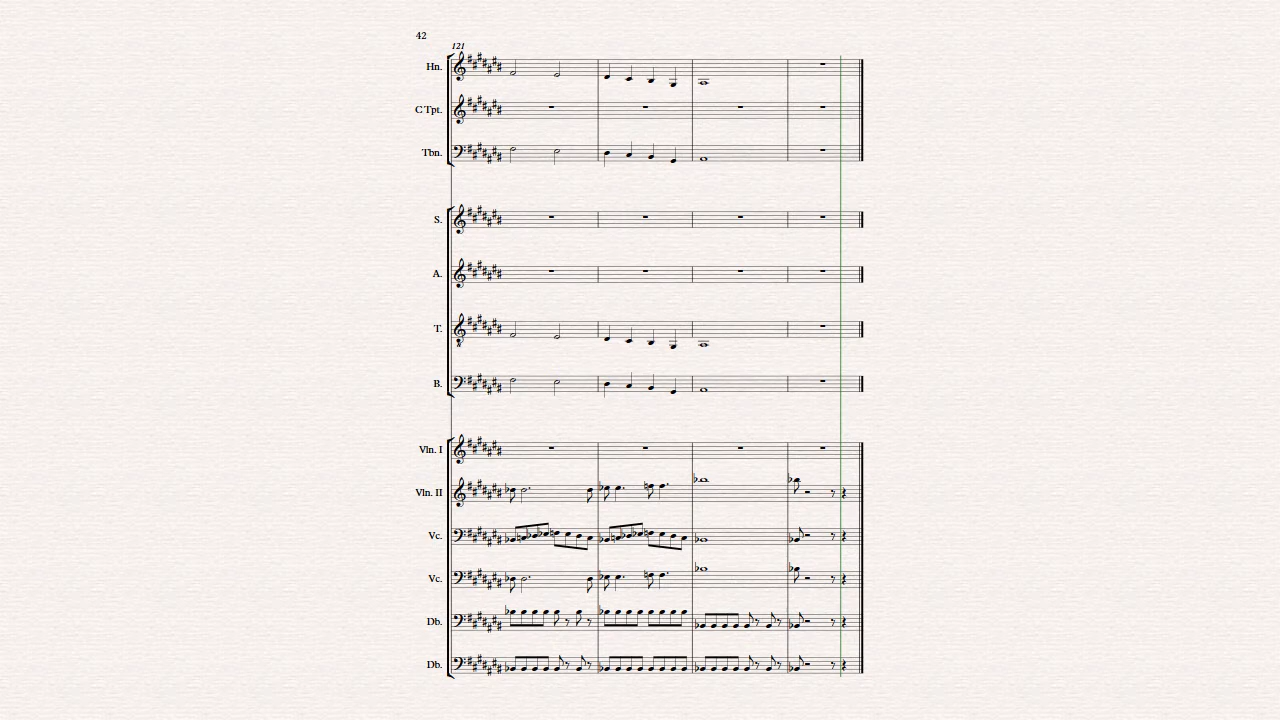 42
121
Hn.
C Tpt.
Tbn.
S.
A.
T.
B.
Vln. I
Vln. II
Vc.
Vc.
Db.
Db.